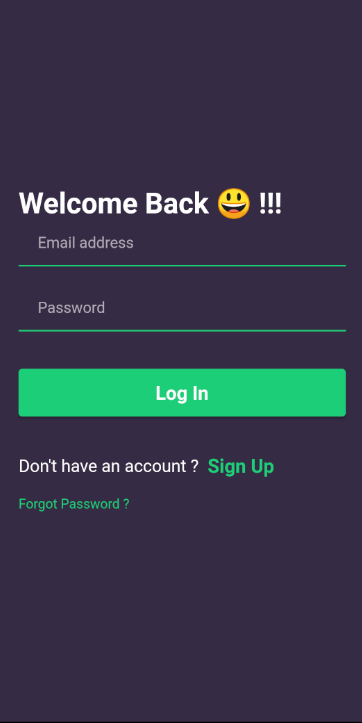 Welcome Back 😃 !!!
Email address
Password
Log In
Don't have an account ? Sign Up
Forgot Password ?